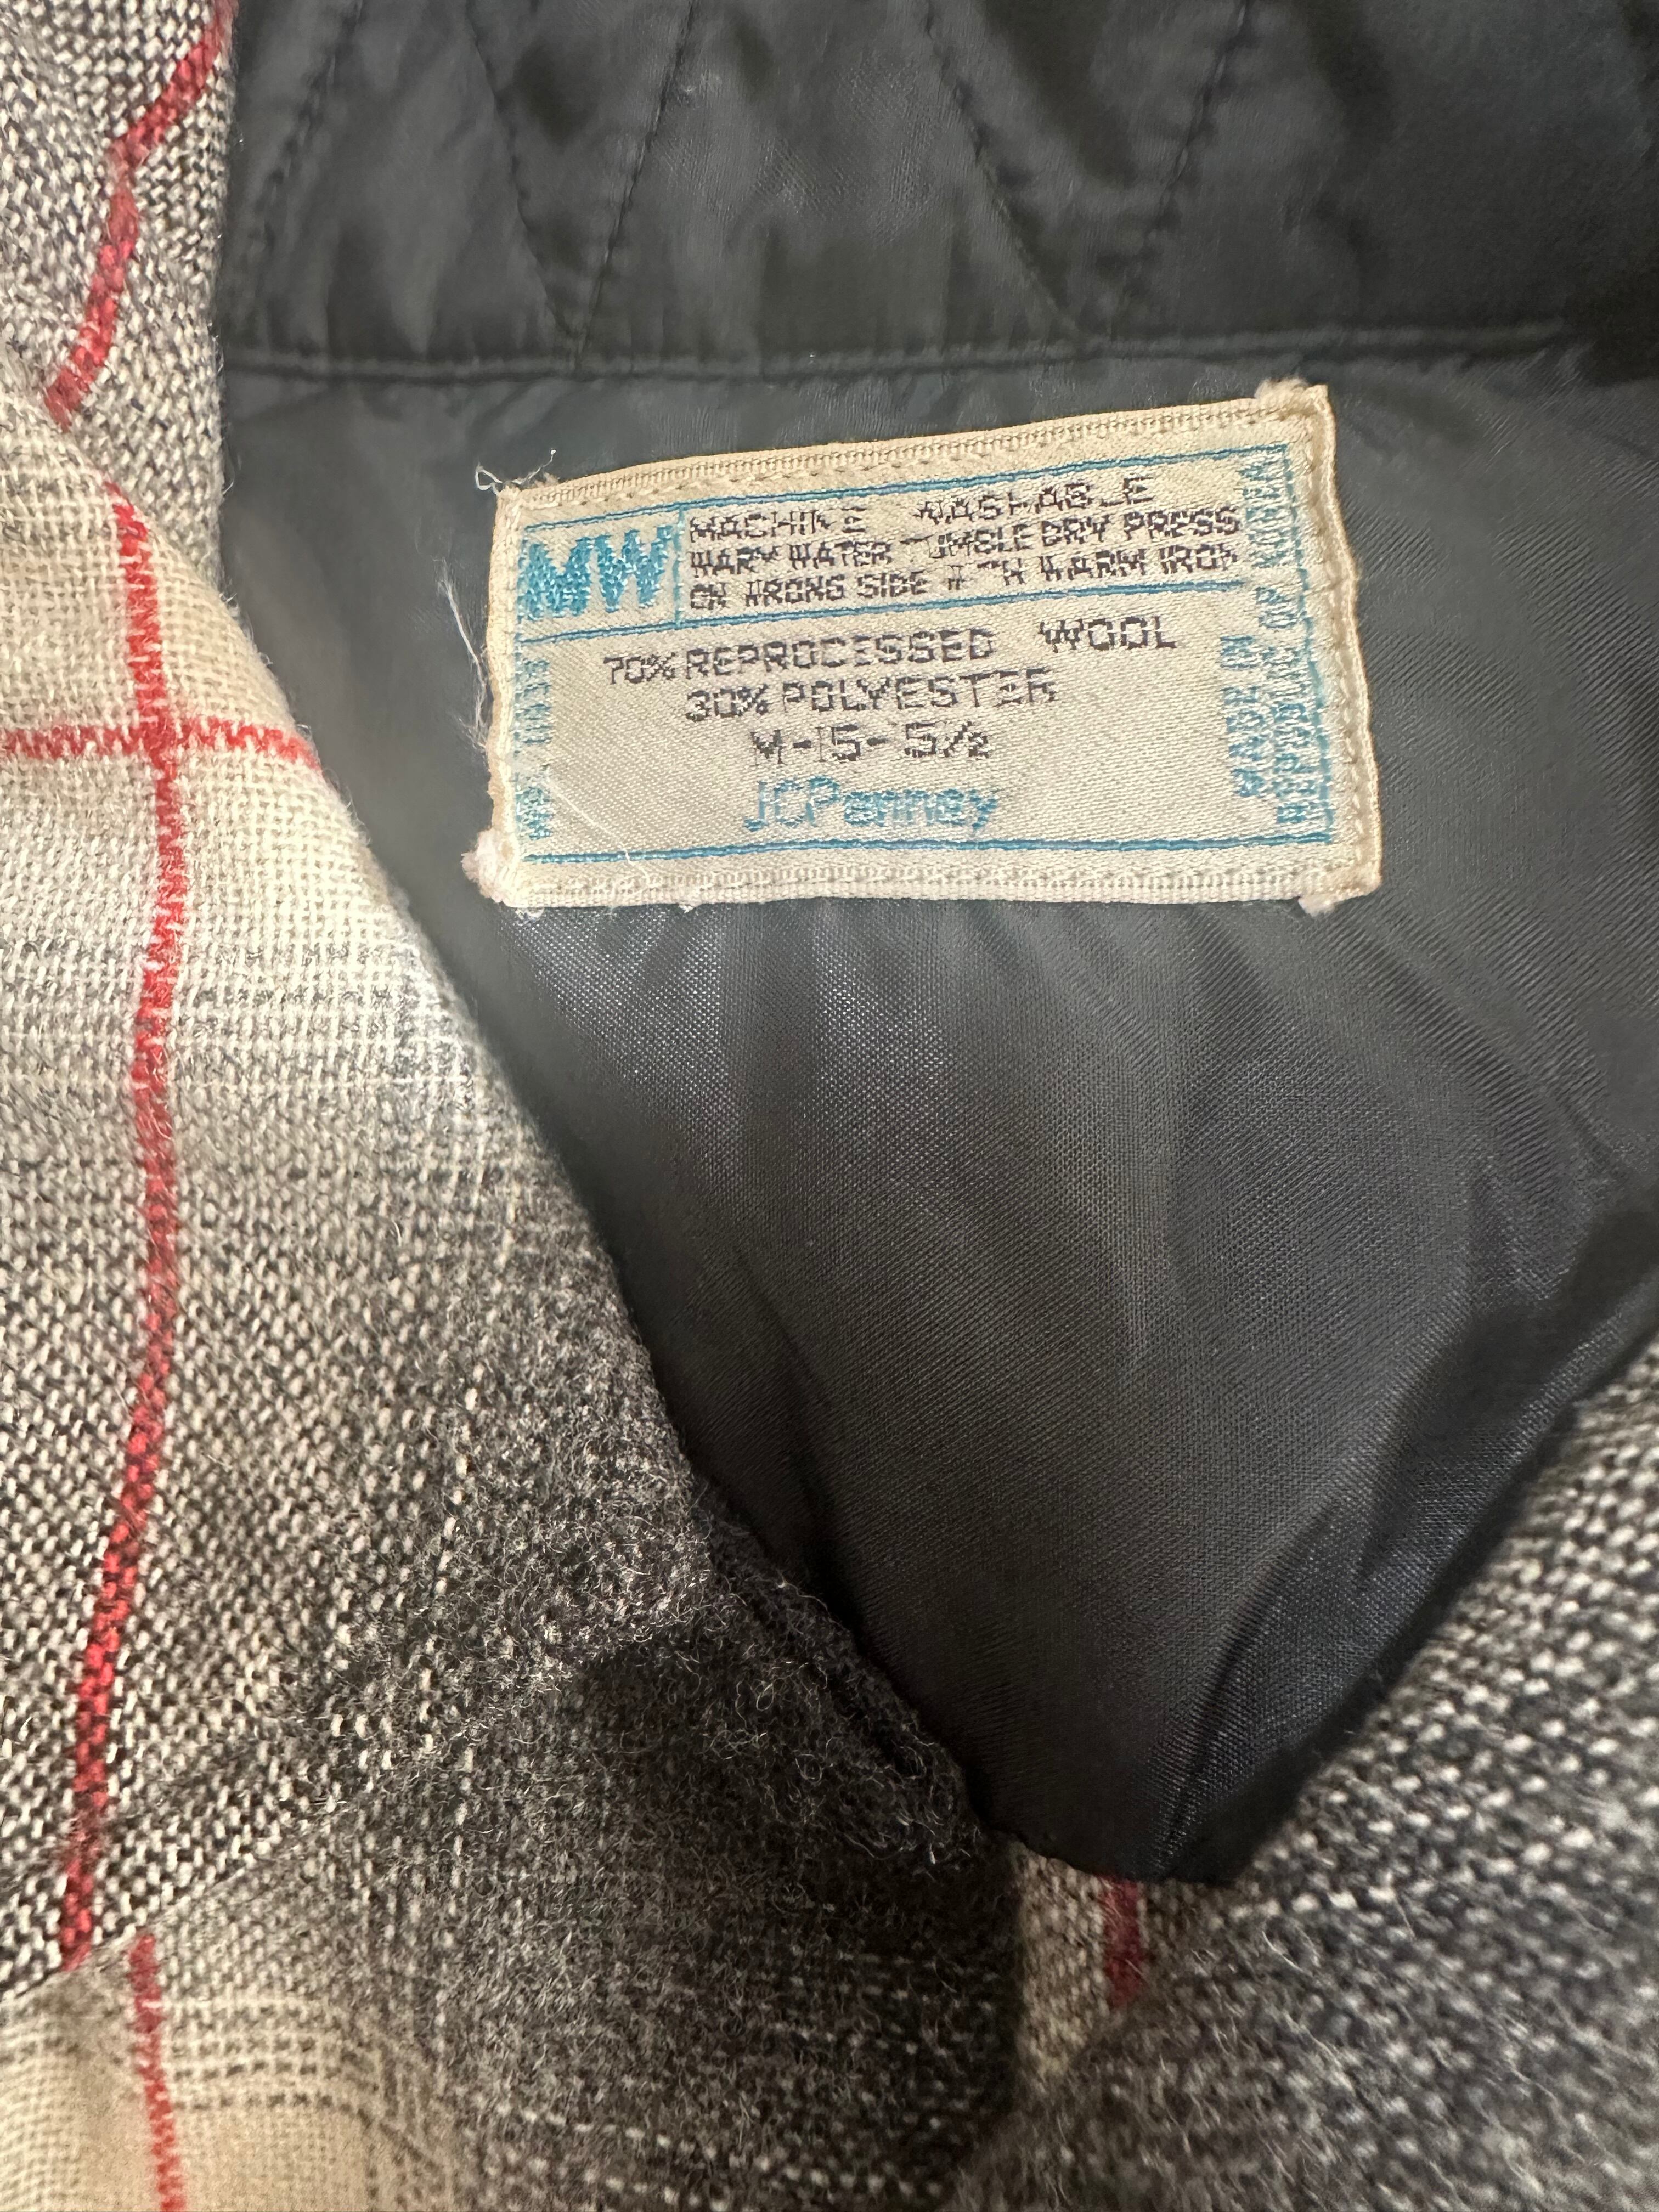 MW
MACHINE WASHABLE
WARM WATER TUMBLE DRY PRESS
ON WRONG SIDE WITH WARM IRON
70% REPROCESSED WOOL
30% POLYESTER
M-15-5½
JCPenney
MADE IN
REPUBLIC OF KOREA